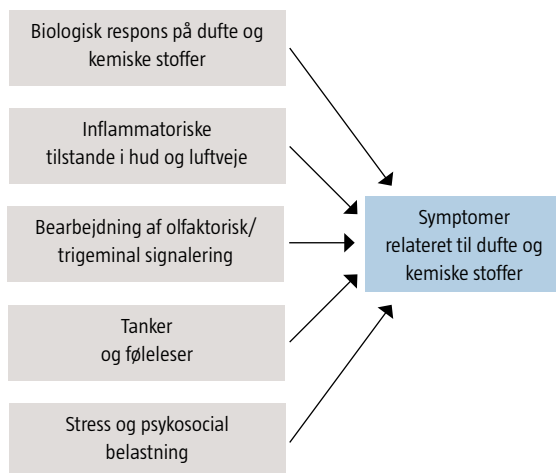 Biologisk respons på dufte og
kemiske stoffer
Inflammatoriske
tilstande i hud og luftveje
Bearbejdning af olfaktorisk/
trigeminal signalering
Tanker
og føleleser
Stress og psykosocial
belastning
Symptomer
relateret til dufte og
kemiske stoffer